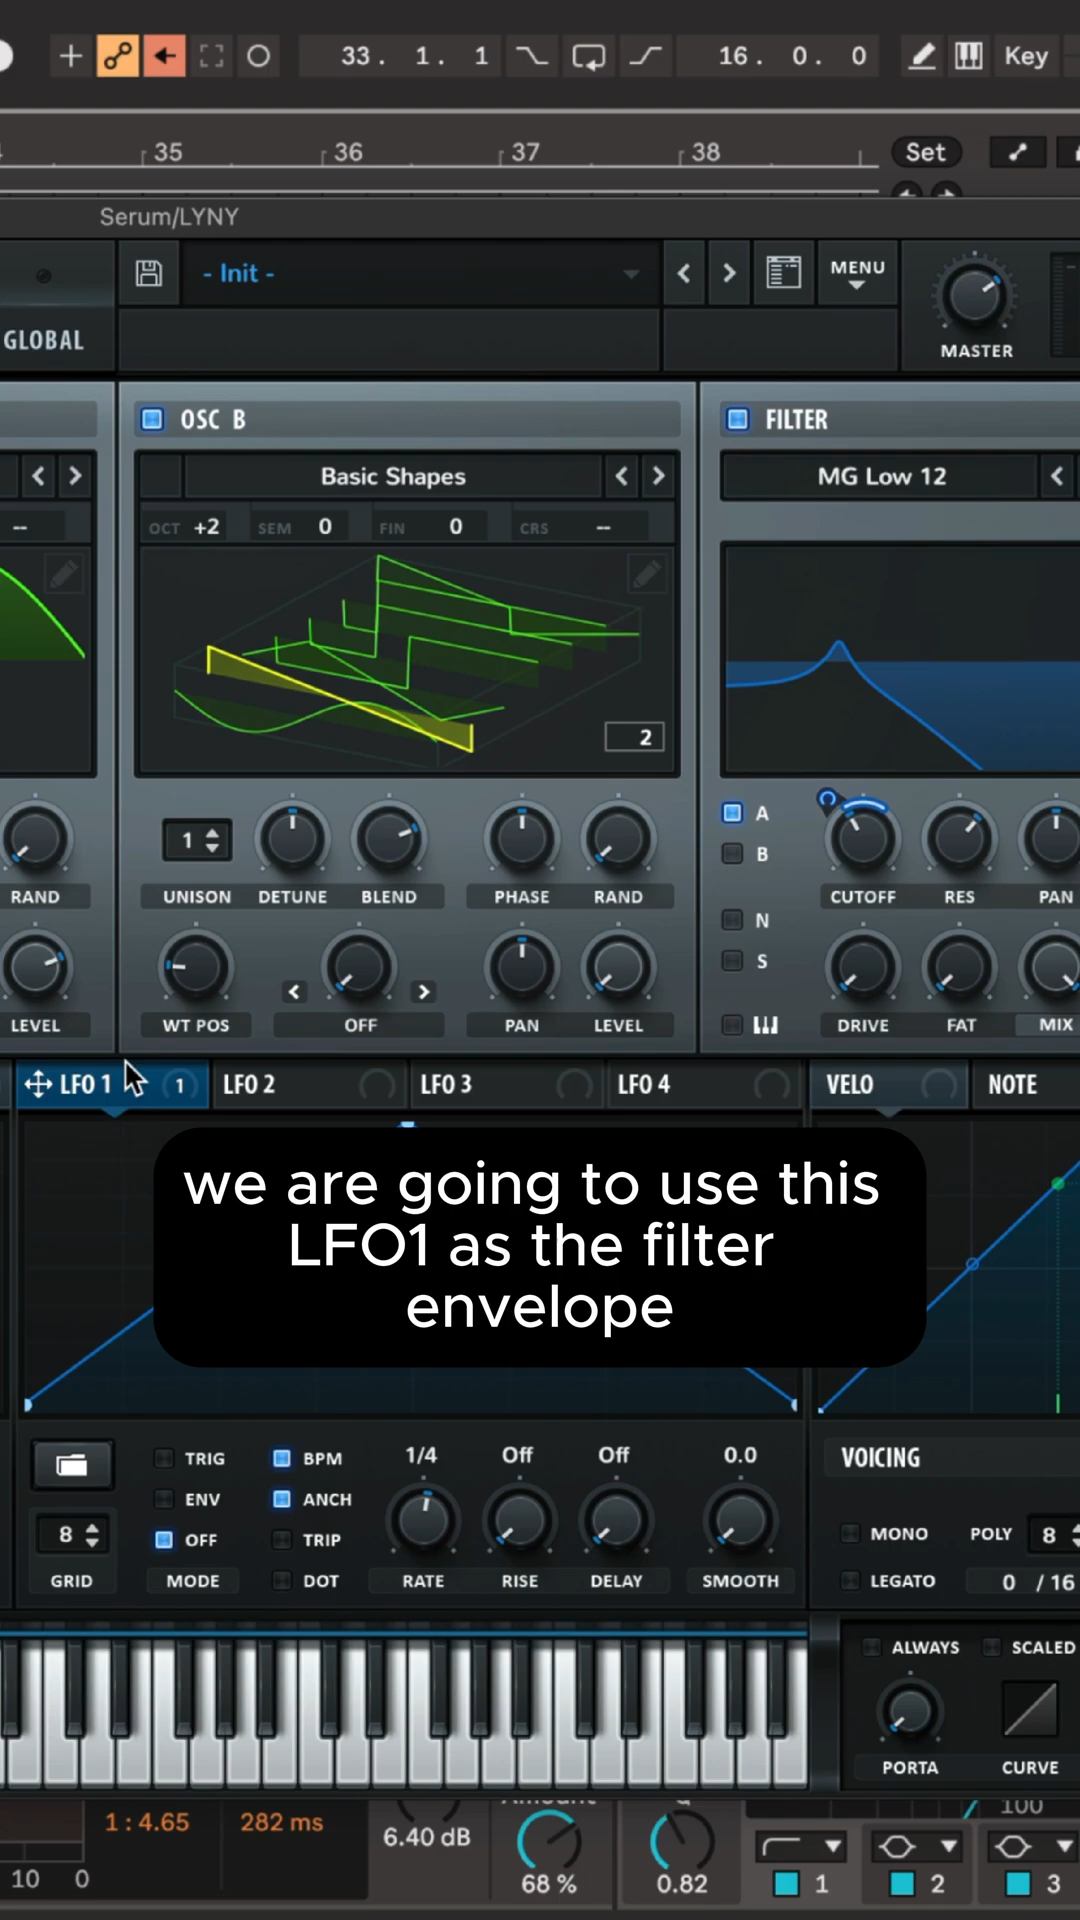 33. 1. 1
16. 0. 0
Key
35
36
37
38
Set
Serum/LYNY
- Init -
MENU
GLOBAL
MASTER
OSC B
FILTER
Basic Shapes
MG Low 12
--
OCT +2
SEM 0
FIN 0
CRS --
2
A
B
1
RAND
UNISON
DETUNE
BLEND
PHASE
RAND
CUTOFF
RES
PAN
N
S
LEVEL
WT POS
OFF
PAN
LEVEL
DRIVE
FAT
MIX
LFO 1
1
LFO 2
LFO 3
LFO 4
VELO
NOTE
we are going to use this
LFO1 as the filter
envelope
TRIG
BPM
1/4
Off
Off
0.0
VOICING
ENV
ANCH
8
OFF
TRIP
MONO
POLY 8
GRID
MODE
DOT
RATE
RISE
DELAY
SMOOTH
LEGATO
0 / 16
ALWAYS
SCALED
PORTA
CURVE
100
1 : 4.65
282 ms
6.40 dB
10
0
68 %
0.82
1
2
3